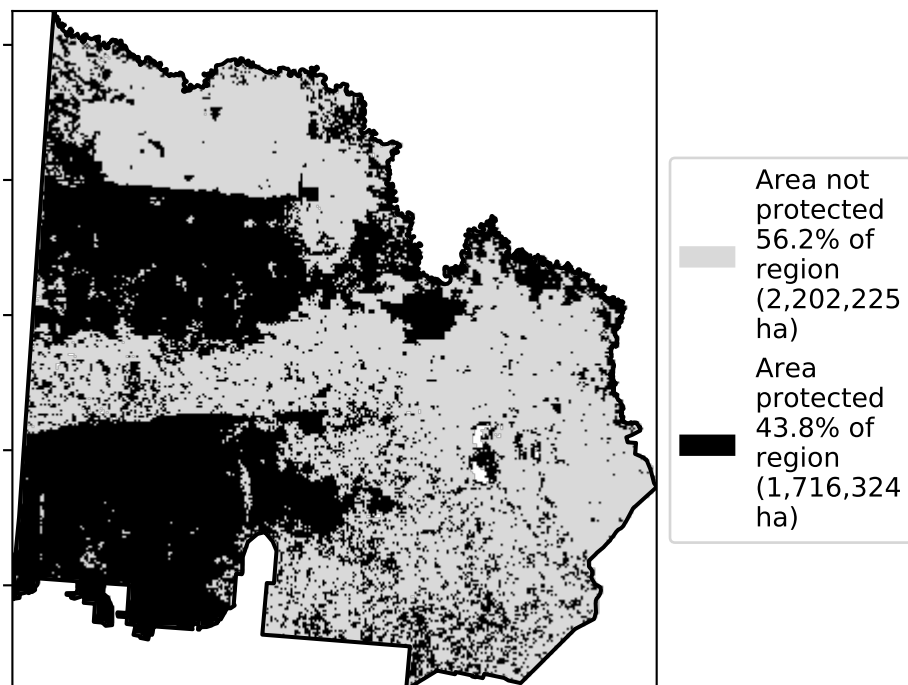 Area not
protected
56.2% of
region
(2,202,225
ha)
Area
protected
43.8% of
region
(1,716,324
ha)